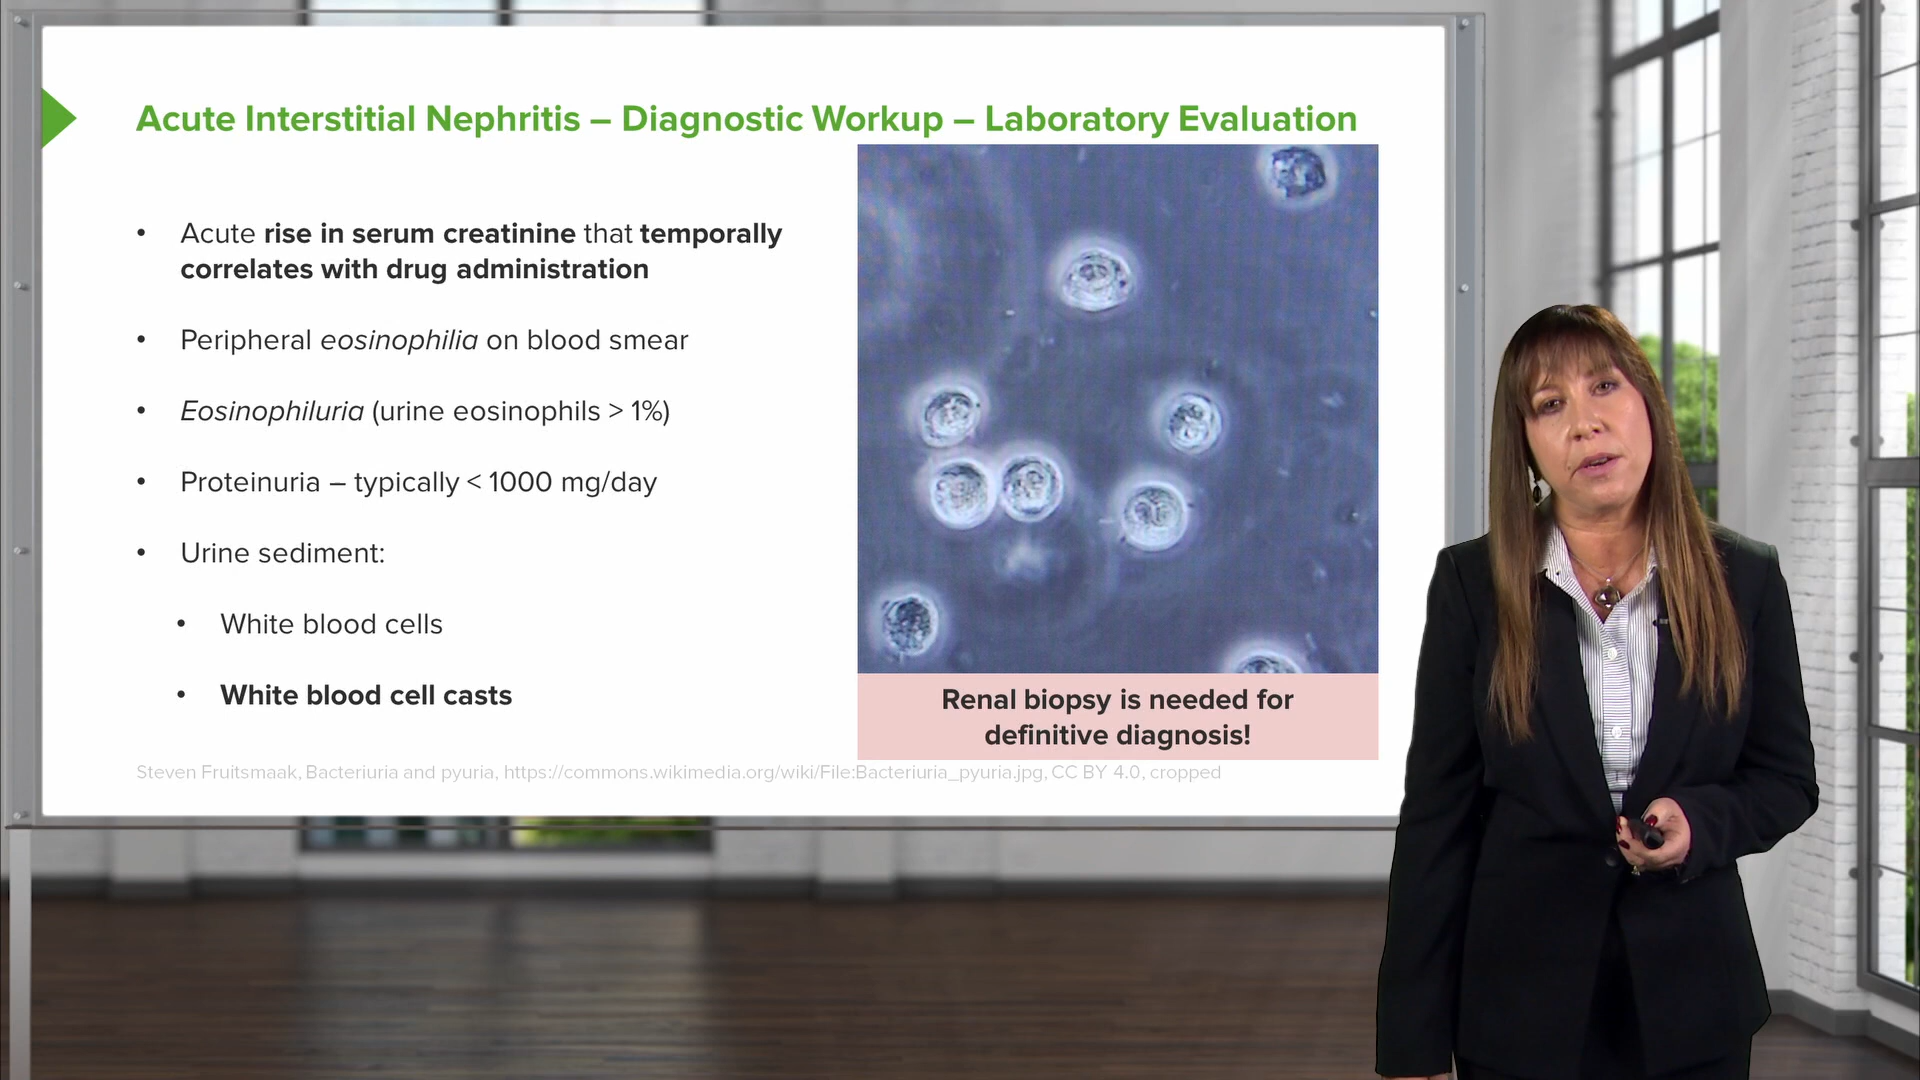 Acute Interstitial Nephritis – Diagnostic Workup – Laboratory Evaluation
• Acute rise in serum creatinine that temporally
correlates with drug administration
• Peripheral eosinophilia on blood smear
• Eosinophiluria (urine eosinophils > 1%)
• Proteinuria – typically < 1000 mg/day
• Urine sediment:
• White blood cells
• White blood cell casts
Renal biopsy is needed for
definitive diagnosis!
Steven Fruitsmaak, Bacteriuria and pyuria, https://commons.wikimedia.org/wiki/File:Bacteriuria_pyuria.jpg, CC BY 4.0, cropped